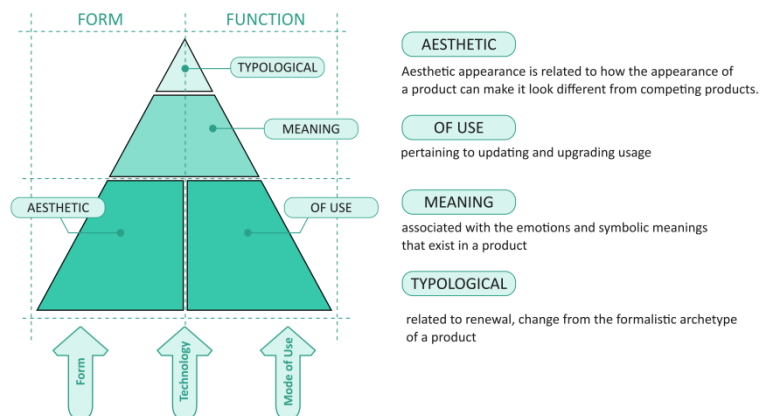 FORM
FUNCTION
TYPOLOGICAL
MEANING
AESTHETIC
OF USE
Form
Technology
Mode of Use
AESTHETIC
Aesthetic appearance is related to how the appearance of
a product can make it look different from competing products.
OF USE
pertaining to updating and upgrading usage
MEANING
associated with the emotions and symbolic meanings
that exist in a product
TYPOLOGICAL
related to renewal, change from the formalistic archetype
of a product